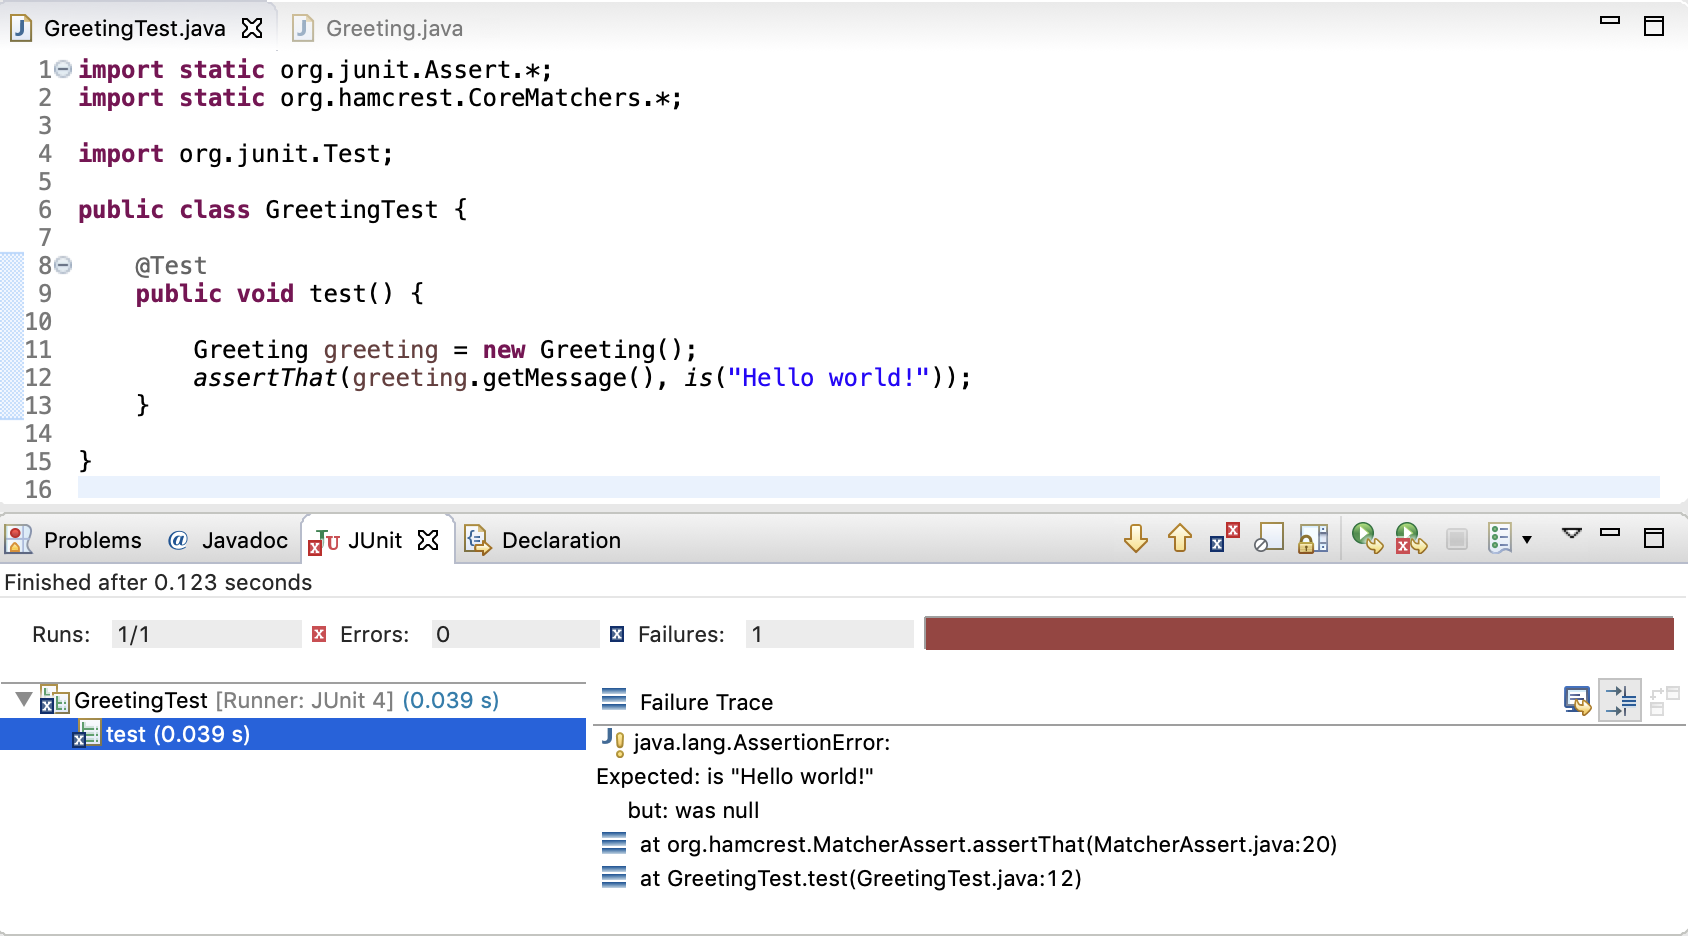 GreetingTest.java Greeting.java
1 import static org.junit.Assert.*;
2 import static org.hamcrest.CoreMatchers.*;
3
4 import org.junit.Test;
5
6 public class GreetingTest {
7
8 @Test
9 public void test() {
10
11 Greeting greeting = new Greeting();
12 assertThat(greeting.getMessage(), is("Hello world!"));
13 }
14
15 }
16
Problems @ Javadoc JUnit Declaration
Finished after 0.123 seconds
Runs: 1/1 Errors: 0 Failures: 1
GreetingTest [Runner: JUnit 4] (0.039 s)
test (0.039 s)
Failure Trace
java.lang.AssertionError:
Expected: is "Hello world!"
but: was null
at org.hamcrest.MatcherAssert.assertThat(MatcherAssert.java:20)
at GreetingTest.test(GreetingTest.java:12)